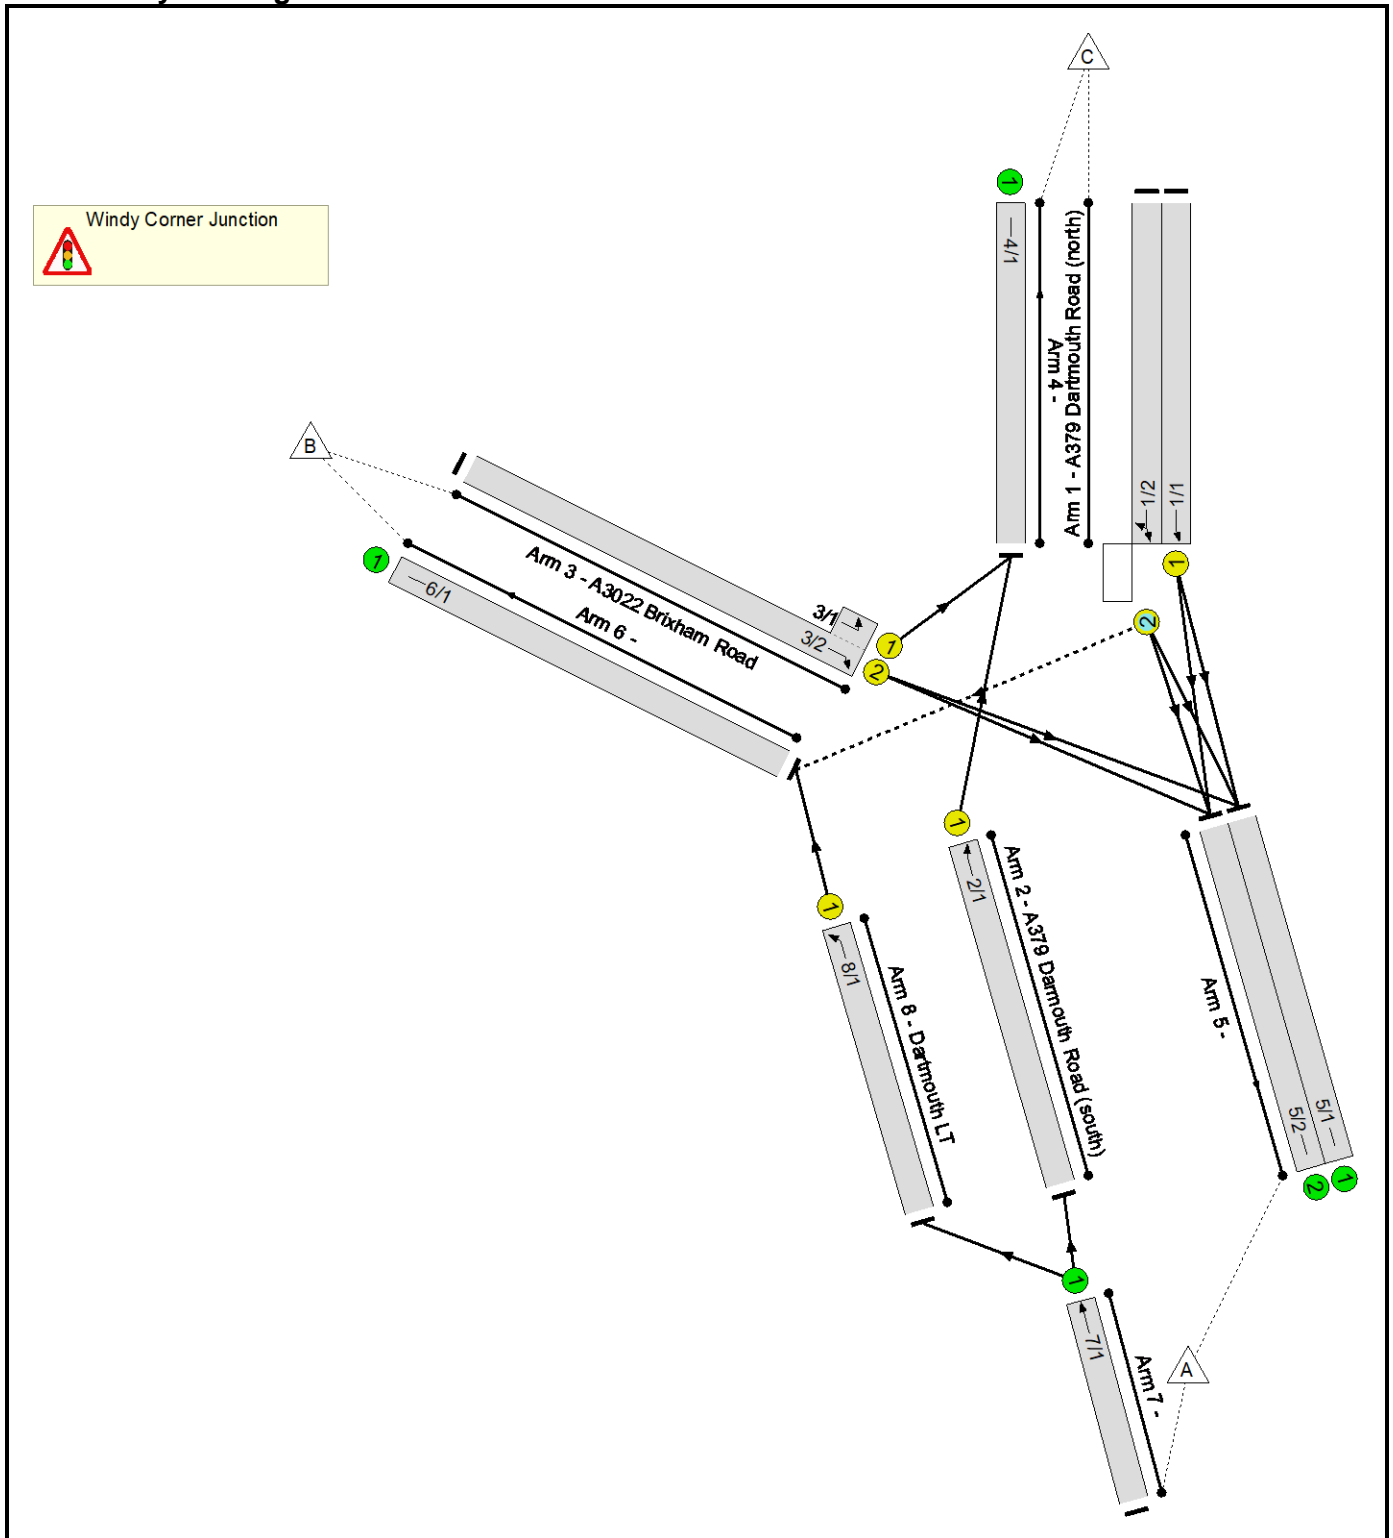 C
Windy Corner Junction
1
4/1
Arm 4 -
Arm 1 - A379 Dartmouth Road (north)
1/2
1/1
1
2
B
1
6/1
Arm 3 - A3022 Brixham Road
Arm 6 -
3/1
3/2
1
2
1
2/1
Arm 2 - A379 Darmouth Road (south)
1
8/1
Arm 8 - Dartmouth LT
Arm 5 -
5/1
5/2
1
2
1
7/1
Arm 7 -
A